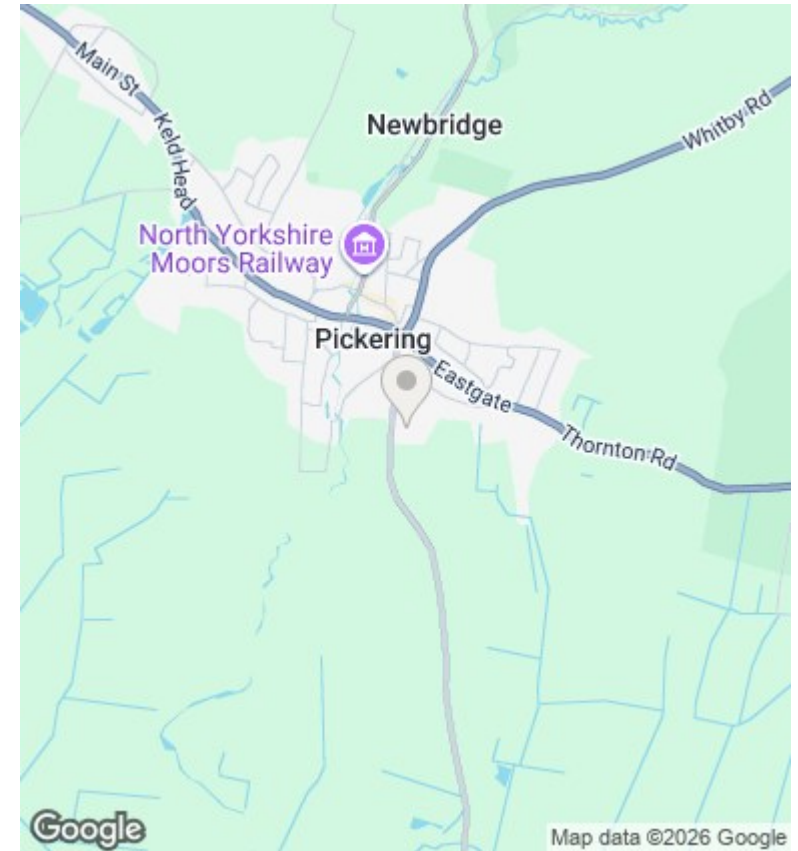 Main St
Keld Head
Newbridge
Whitby Rd
North Yorkshire
Moors Railway
Pickering
Eastgate
Thornton Rd
Google
Map data ©2026 Google